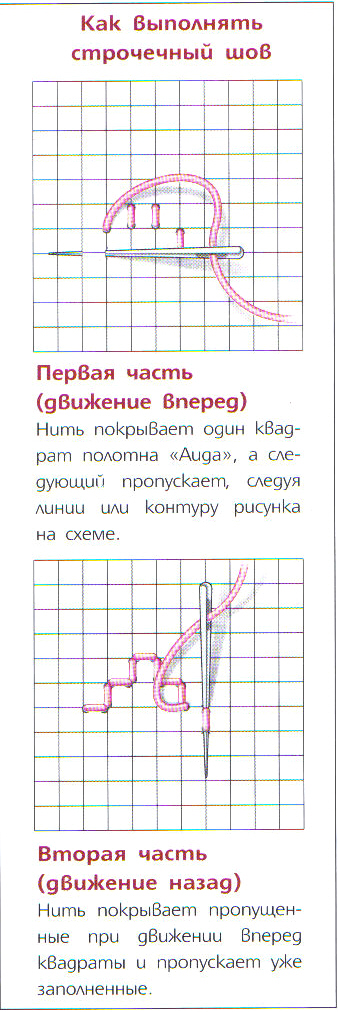 Как выполнять
строчечный шов
Первая часть
(движение вперед)
Нить покрывает один квад-
рат полотна «Аида», а сле-
дующий пропускает, следуя
линии или контуру рисунка
на схеме.
Вторая часть
(движение назад)
Нить покрывает пропущен-
ные при движении вперед
квадраты и пропускает уже
заполненные.